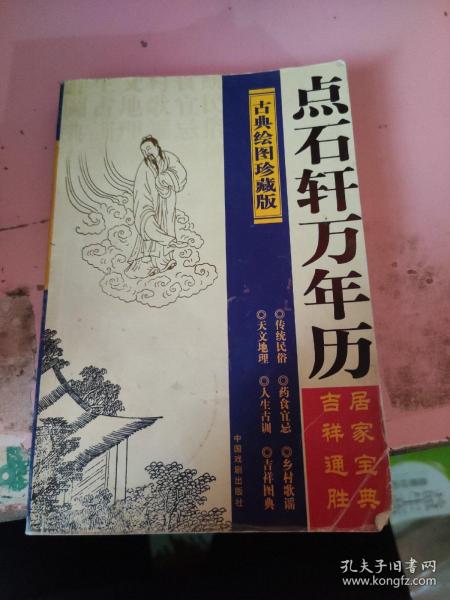 点石轩万年历
古典绘图珍藏版
居家宝典
吉祥通胜
◎传统民俗 ◎药食宜忌 ◎乡村歌谣
◎天文地理 ◎人生古训 ◎吉祥图典
中国戏剧出版社
孔夫子旧书网
www.kongfz.com